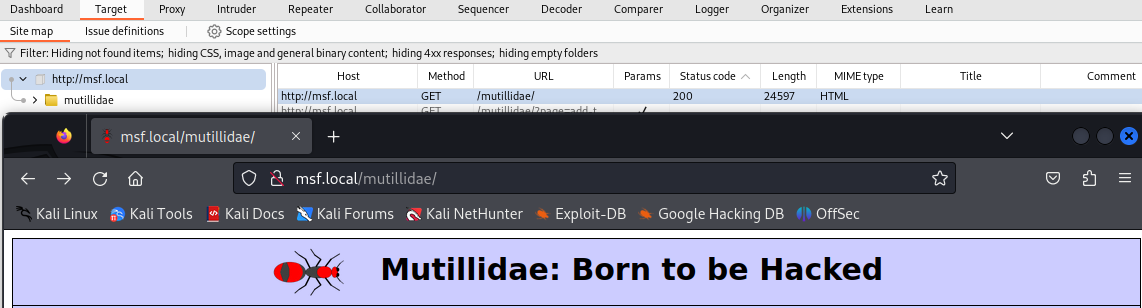 Dashboard Target Proxy Intruder Repeater Collaborator Sequencer Decoder Comparer Logger Organizer Extensions Learn
Site map Issue definitions Scope settings
Filter: Hiding not found items; hiding CSS, image and general binary content; hiding 4xx responses; hiding empty folders
http://msf.local
mutillidae
Host Method URL Params Status code Length MIME type Title Comment
http://msf.local GET /mutillidae/ 200 24597 HTML
http://msf.local GET /mutillidae/?page=add-t
msf.local/mutillidae/
msf.local/mutillidae/
Kali Linux Kali Tools Kali Docs Kali Forums Kali NetHunter Exploit-DB Google Hacking DB OffSec
Mutillidae: Born to be Hacked